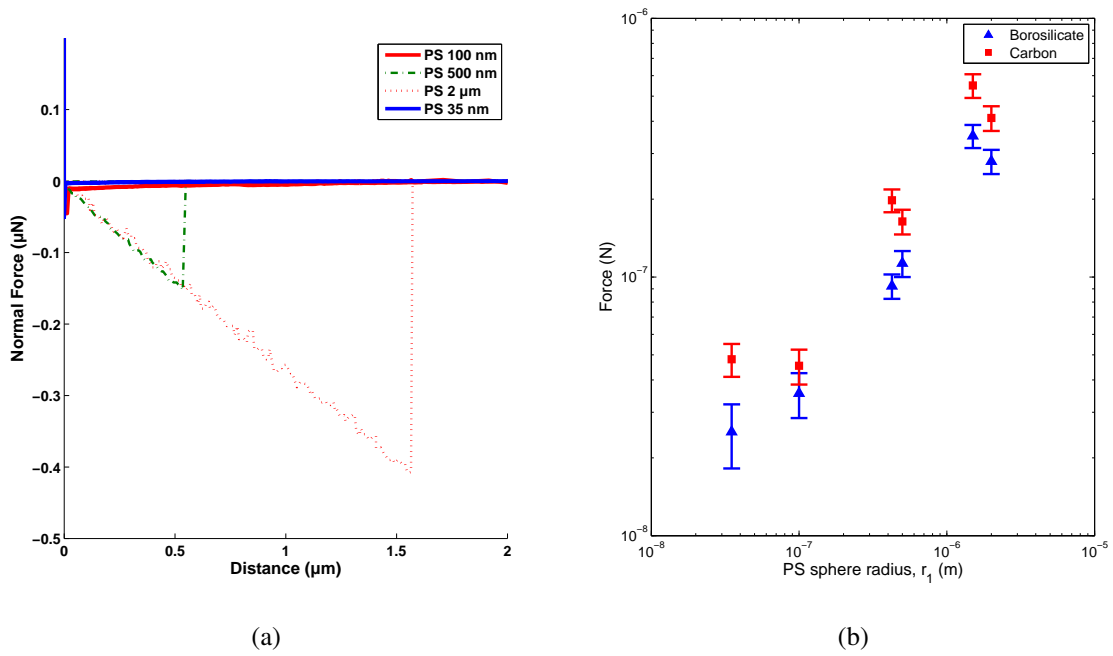 PS 100 nm
PS 500 nm
PS 2 µm
PS 35 nm
0.1
0
−0.1
−0.2
−0.3
−0.4
−0.5
Normal Force (µN)
0
0.5
1
1.5
2
Distance (µm)
(a)
Borosilicate
Carbon
10⁻⁶
10⁻⁷
10⁻⁸
Force (N)
10⁻⁸
10⁻⁷
10⁻⁶
10⁻⁵
PS sphere radius, r₁ (m)
(b)